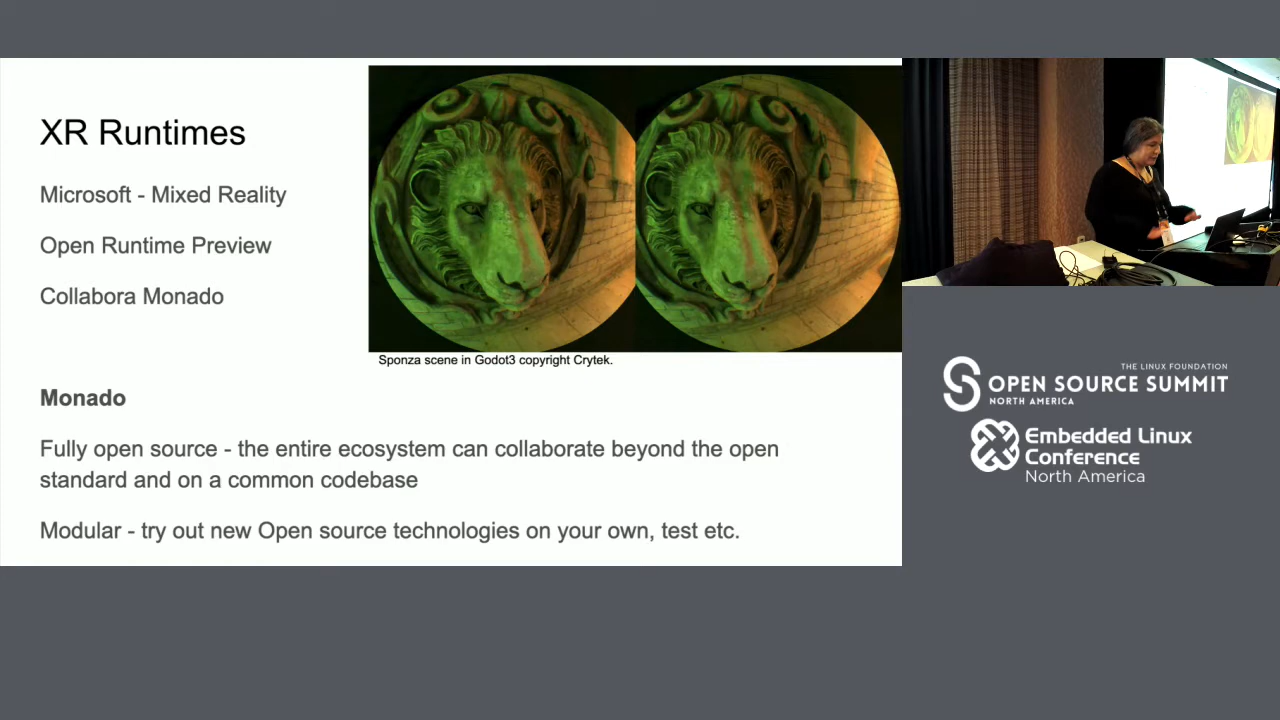 XR Runtimes
Microsoft - Mixed Reality
Open Runtime Preview
Collabora Monado
Sponza scene in Godot3 copyright Crytek.
Monado
Fully open source - the entire ecosystem can collaborate beyond the open
standard and on a common codebase
Modular - try out new Open source technologies on your own, test etc.
THE LINUX FOUNDATION
OPEN SOURCE SUMMIT
NORTH AMERICA
Embedded Linux
Conference
North America